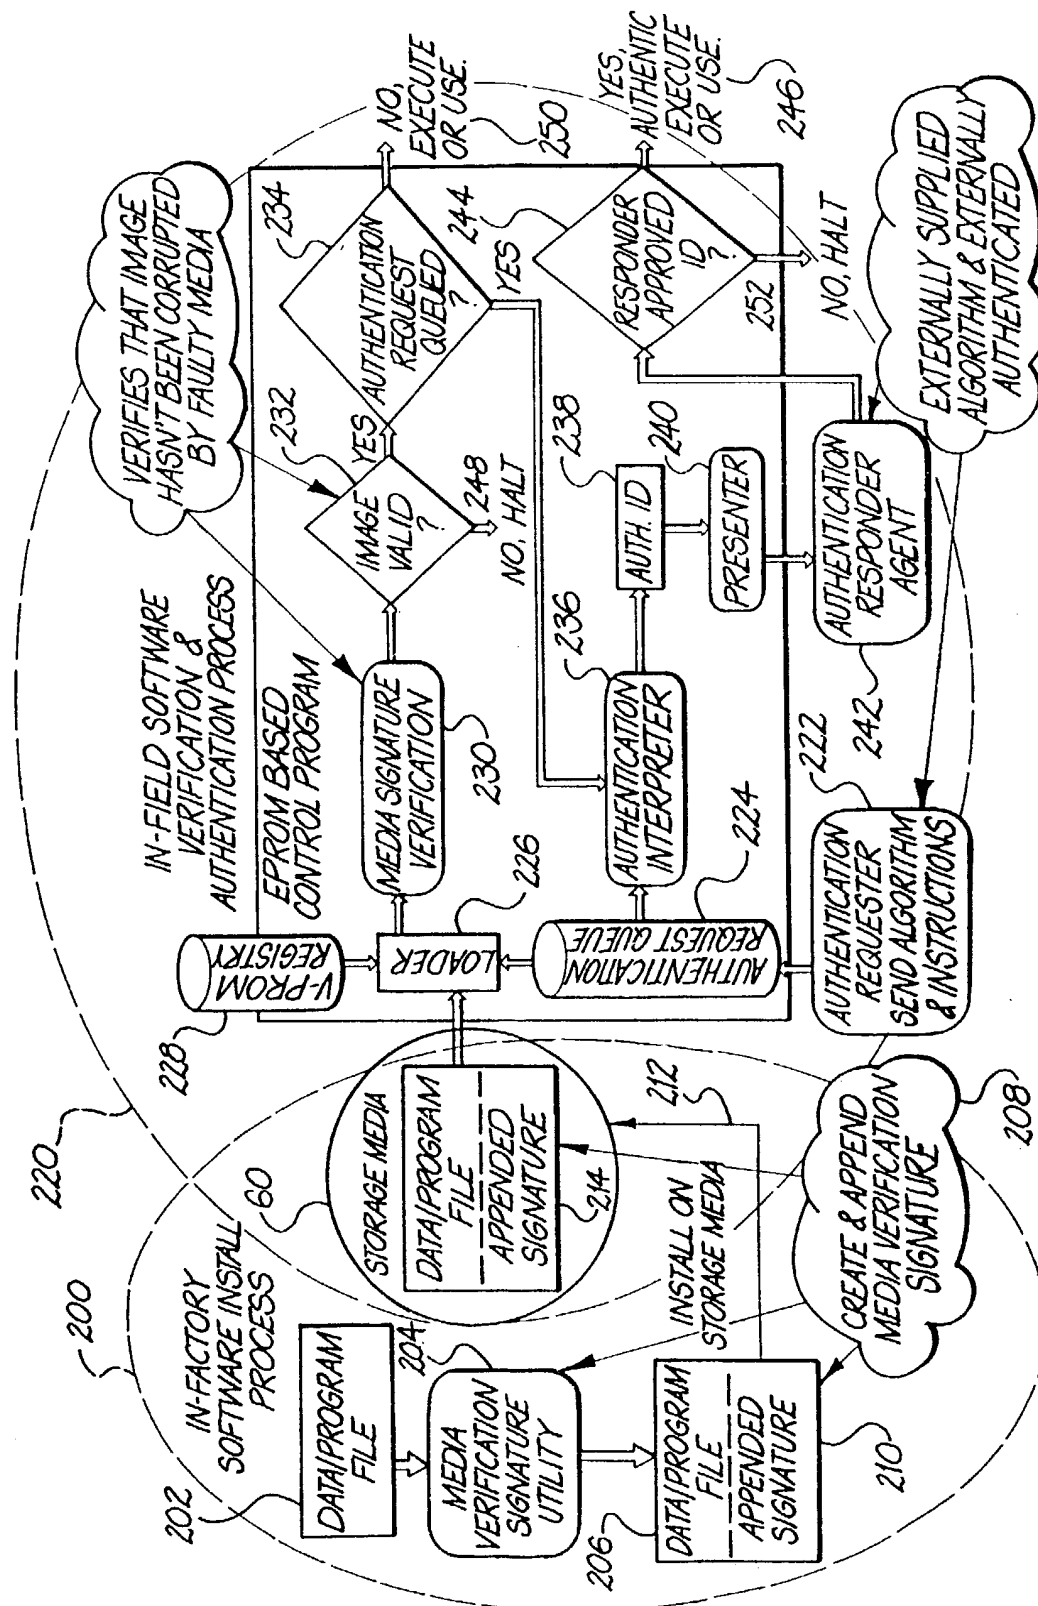 200
IN-FACTORY
SOFTWARE INSTALL
PROCESS
202
DATA/PROGRAM
FILE
204
MEDIA
VERIFICATION
SIGNATURE
UTILITY
206
DATA/PROGRAM
FILE
APPENDED
SIGNATURE
210
INSTALL ON
STORAGE MEDIA
212
CREATE & APPEND
MEDIA VERIFICATION
SIGNATURE
208
60
STORAGE MEDIA
DATA/PROGRAM
FILE
APPENDED
SIGNATURE
214
220
IN-FIELD SOFTWARE
VERIFICATION &
AUTHENTICATION PROCESS
EPROM BASED
CONTROL PROGRAM
228
V-PROM
REGISTRY
LOADER
226
AUTHENTICATION
REQUEST QUEUE
224
AUTHENTICATION
REQUESTER
SEND ALGORITHM
& INSTRUCTIONS
222
MEDIA SIGNATURE
VERIFICATION
230
IMAGE
VALID
?
232
YES
248
NO, HALT
VERIFIES THAT IMAGE
HASN'T BEEN CORRUPTED
BY FAULTY MEDIA
AUTHENTICATION
REQUEST
QUEUED
?
234
YES
NO,
EXECUTE
OR USE.
250
AUTHENTICATION
INTERPRETER
236
AUTH. ID
238
PRESENTER
240
AUTHENTICATION
RESPONDER
AGENT
242
RESPONDER
APPROVED
ID
?
244
YES,
AUTHENTIC
EXECUTE
OR USE.
246
252
NO, HALT
EXTERNALLY SUPPLIED
ALGORITHM & EXTERNALLY
AUTHENTICATED